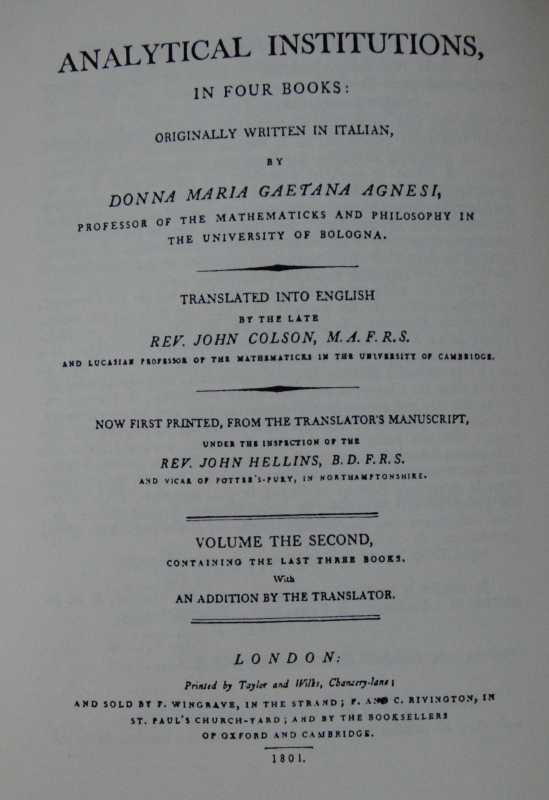 ANALYTICAL INSTITUTIONS,
IN FOUR BOOKS:
ORIGINALLY WRITTEN IN ITALIAN,
BY
DONNA MARIA GAETANA AGNESI,
PROFESSOR OF THE MATHEMATICKS AND PHILOSOPHY IN
THE UNIVERSITY OF BOLOGNA.
TRANSLATED INTO ENGLISH
BY THE LATE
REV. JOHN COLSON, M.A. F.R.S.
AND LUCASIAN PROFESSOR OF THE MATHEMATICKS IN THE UNIVERSITY OF CAMBRIDGE.
NOW FIRST PRINTED, FROM THE TRANSLATOR'S MANUSCRIPT,
UNDER THE INSPECTION OF THE
REV. JOHN HELLINS, B.D. F.R.S.
AND VICAR OF POTTER'S-PURY, IN NORTHAMPTONSHIRE.
VOLUME THE SECOND,
CONTAINING THE LAST THREE BOOKS.
With
AN ADDITION BY THE TRANSLATOR.
LONDON:
Printed by Taylor and Wilks, Chancery-lane;
AND SOLD BY F. WINGRAVE, IN THE STRAND; F. AND C. RIVINGTON, IN
ST. PAUL'S CHURCH-YARD; AND BY THE BOOKSELLERS
OF OXFORD AND CAMBRIDGE.
1801.